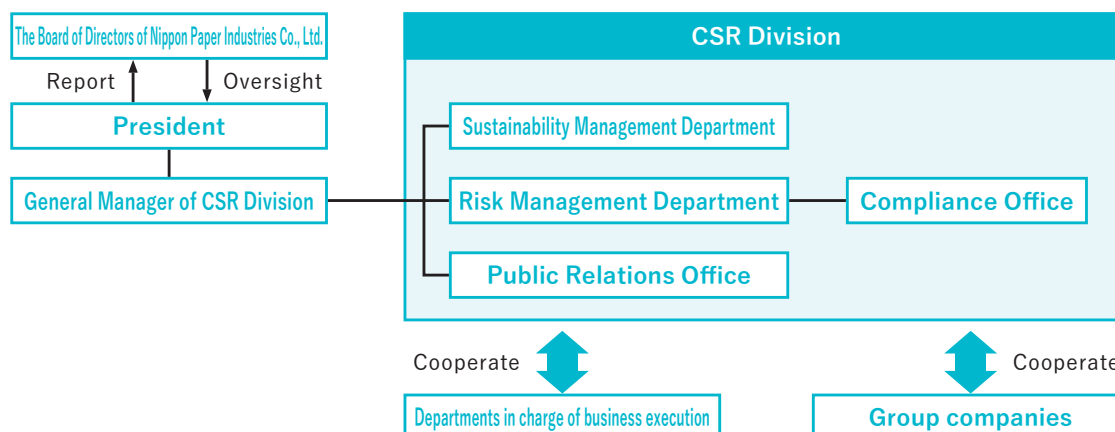 The Board of Directors of Nippon Paper Industries Co., Ltd.
Report
Oversight
President
General Manager of CSR Division
CSR Division
Sustainability Management Department
Risk Management Department
Compliance Office
Public Relations Office
Cooperate
Cooperate
Departments in charge of business execution
Group companies